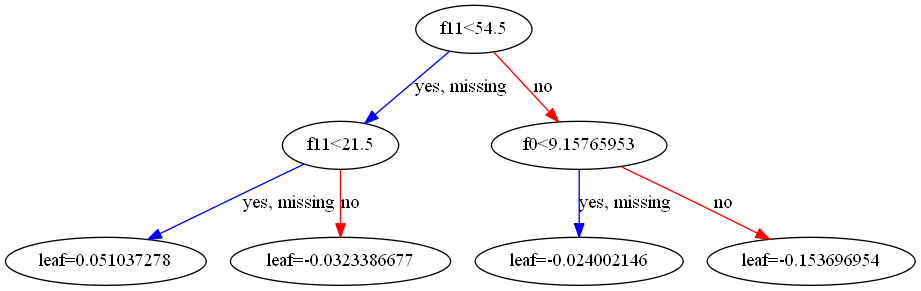 f11<54.5
yes, missing
no
f11<21.5
f0<9.15765953
yes, missing
no
yes, missing
no
leaf=0.051037278
leaf=-0.0323386677
leaf=-0.024002146
leaf=-0.153696954